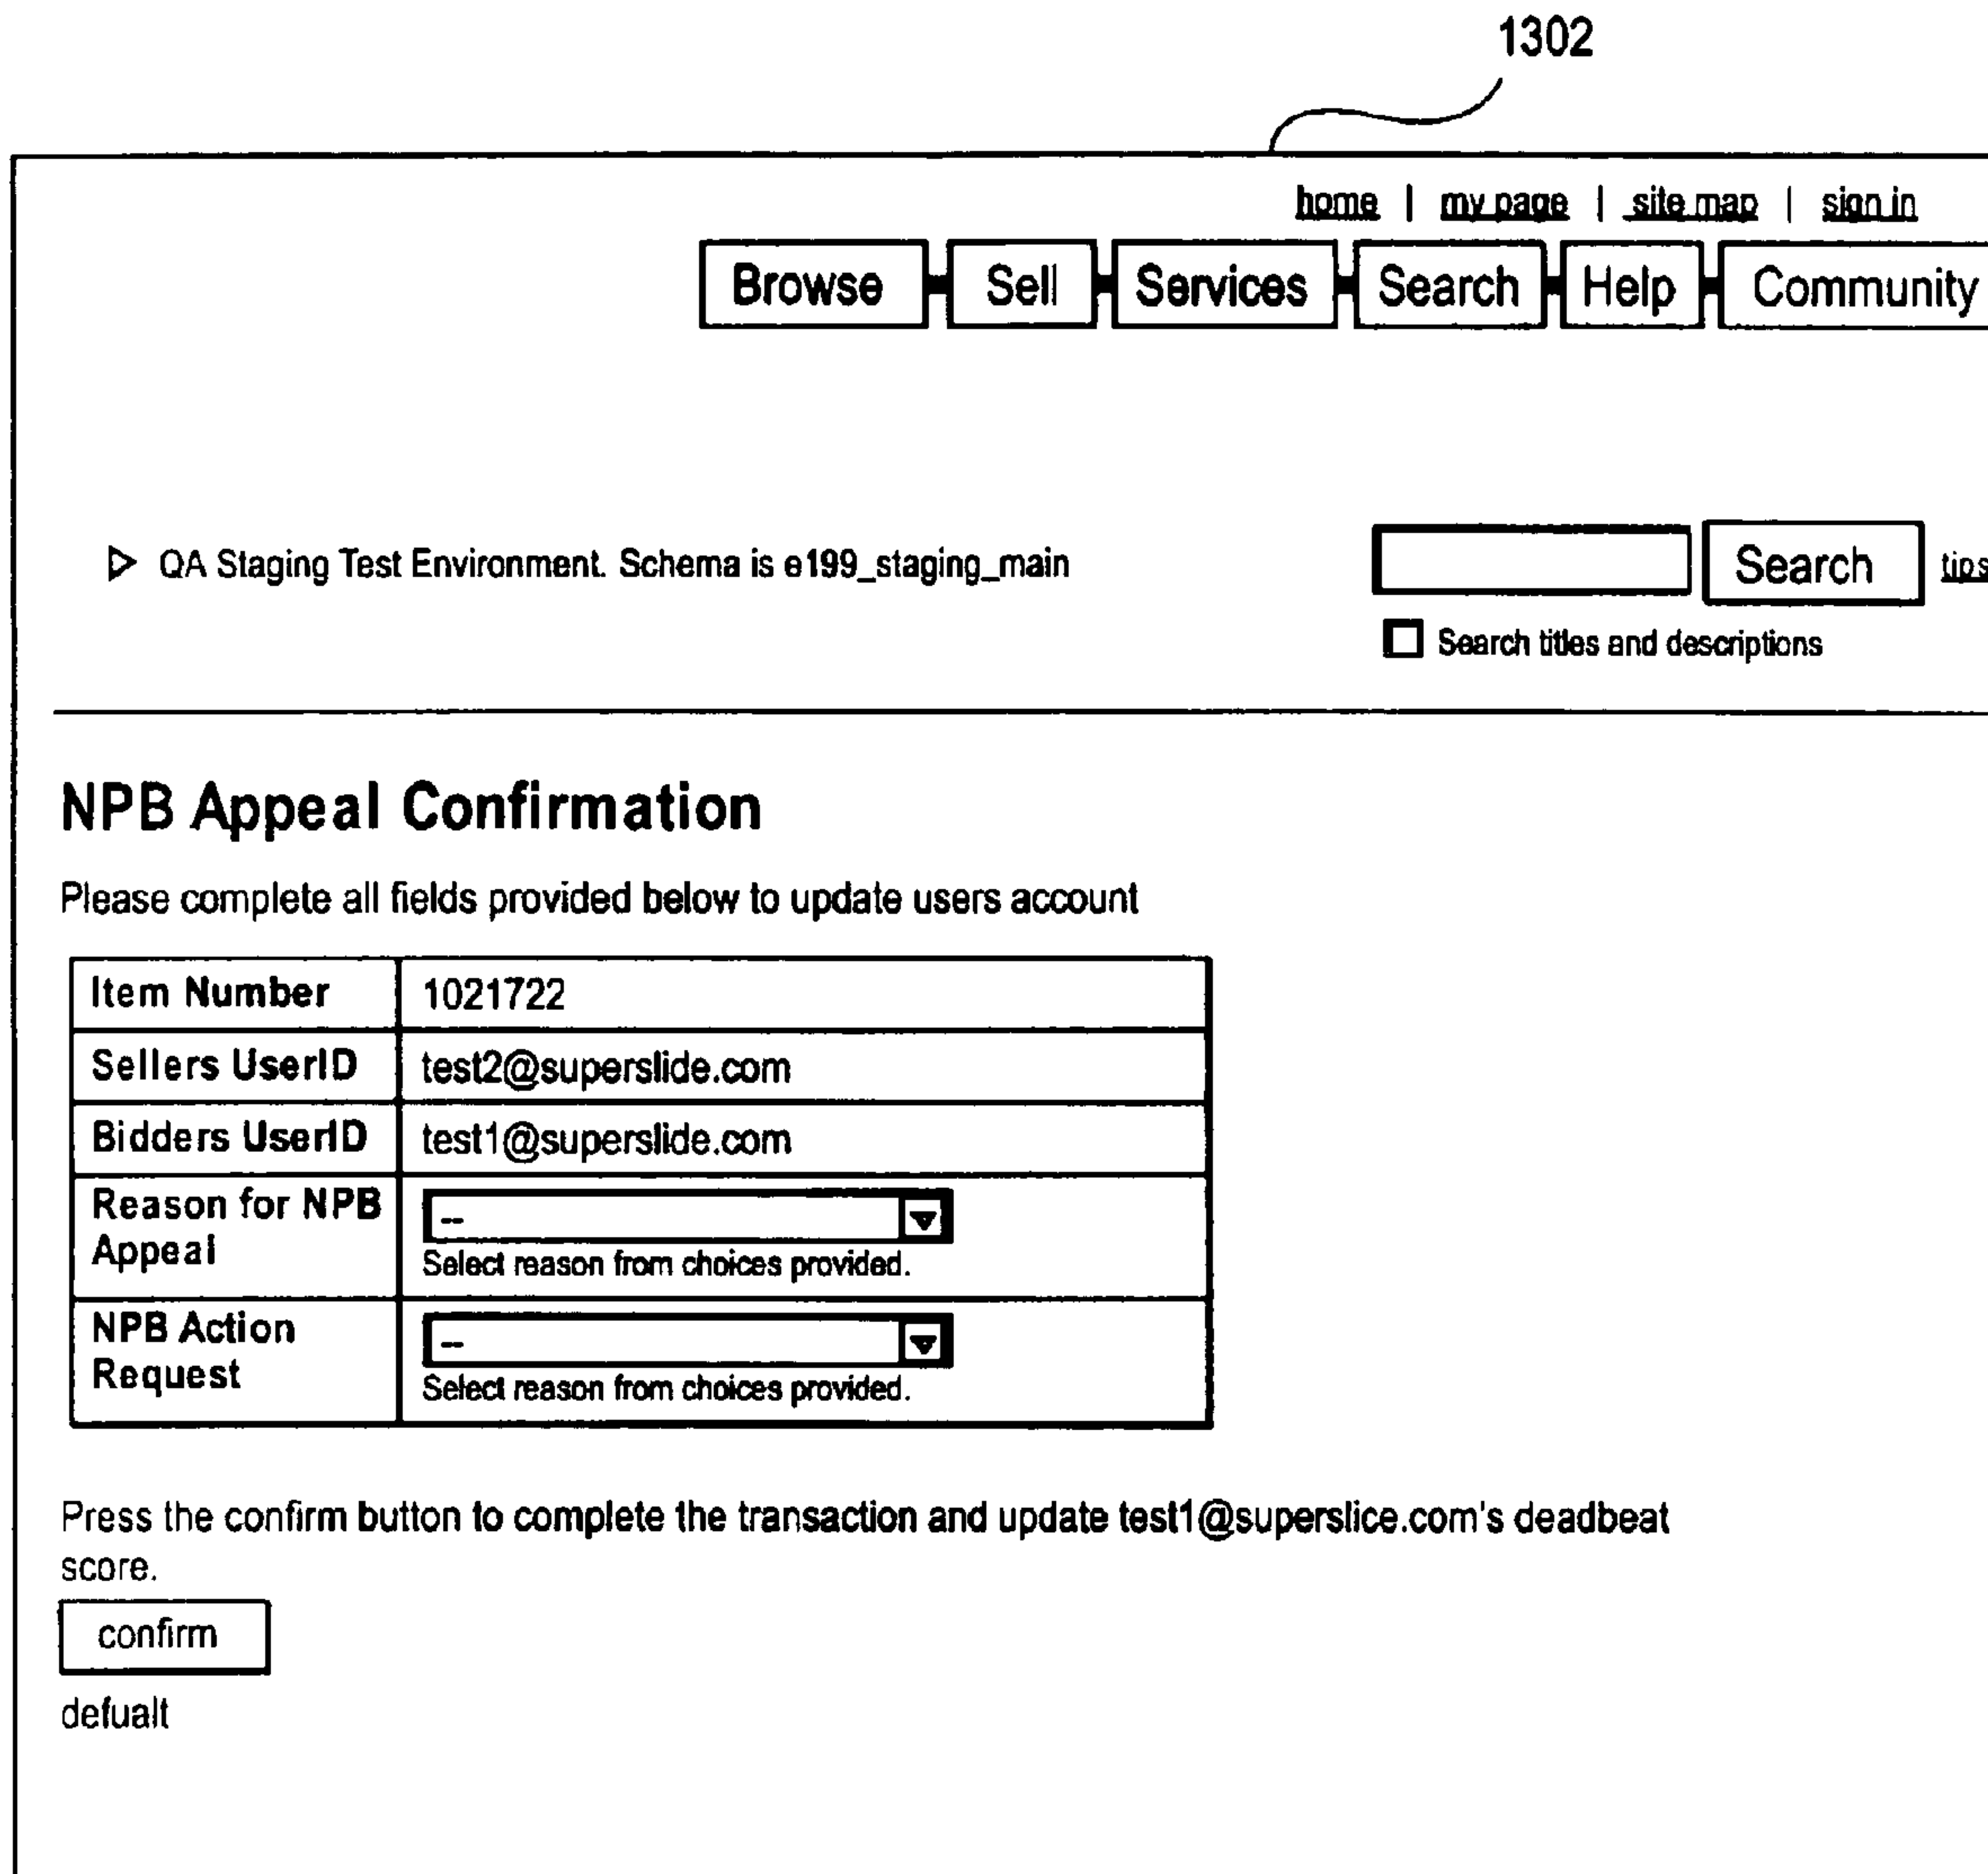 1302
home | my page | site map | sign in
Browse Sell Services Search Help Community
QA Staging Test Environment. Schema is e199_staging_main
Search tips
Search titles and descriptions
NPB Appeal Confirmation
Please complete all fields provided below to update users account
Item Number 1021722
Sellers UserID test2@superslide.com
Bidders UserID test1@superslide.com
Reason for NPB
Appeal
--
Select reason from choices provided.
NPB Action
Request
--
Select reason from choices provided.
Press the confirm button to complete the transaction and update test1@superslice.com's deadbeat
score.
confirm
defualt